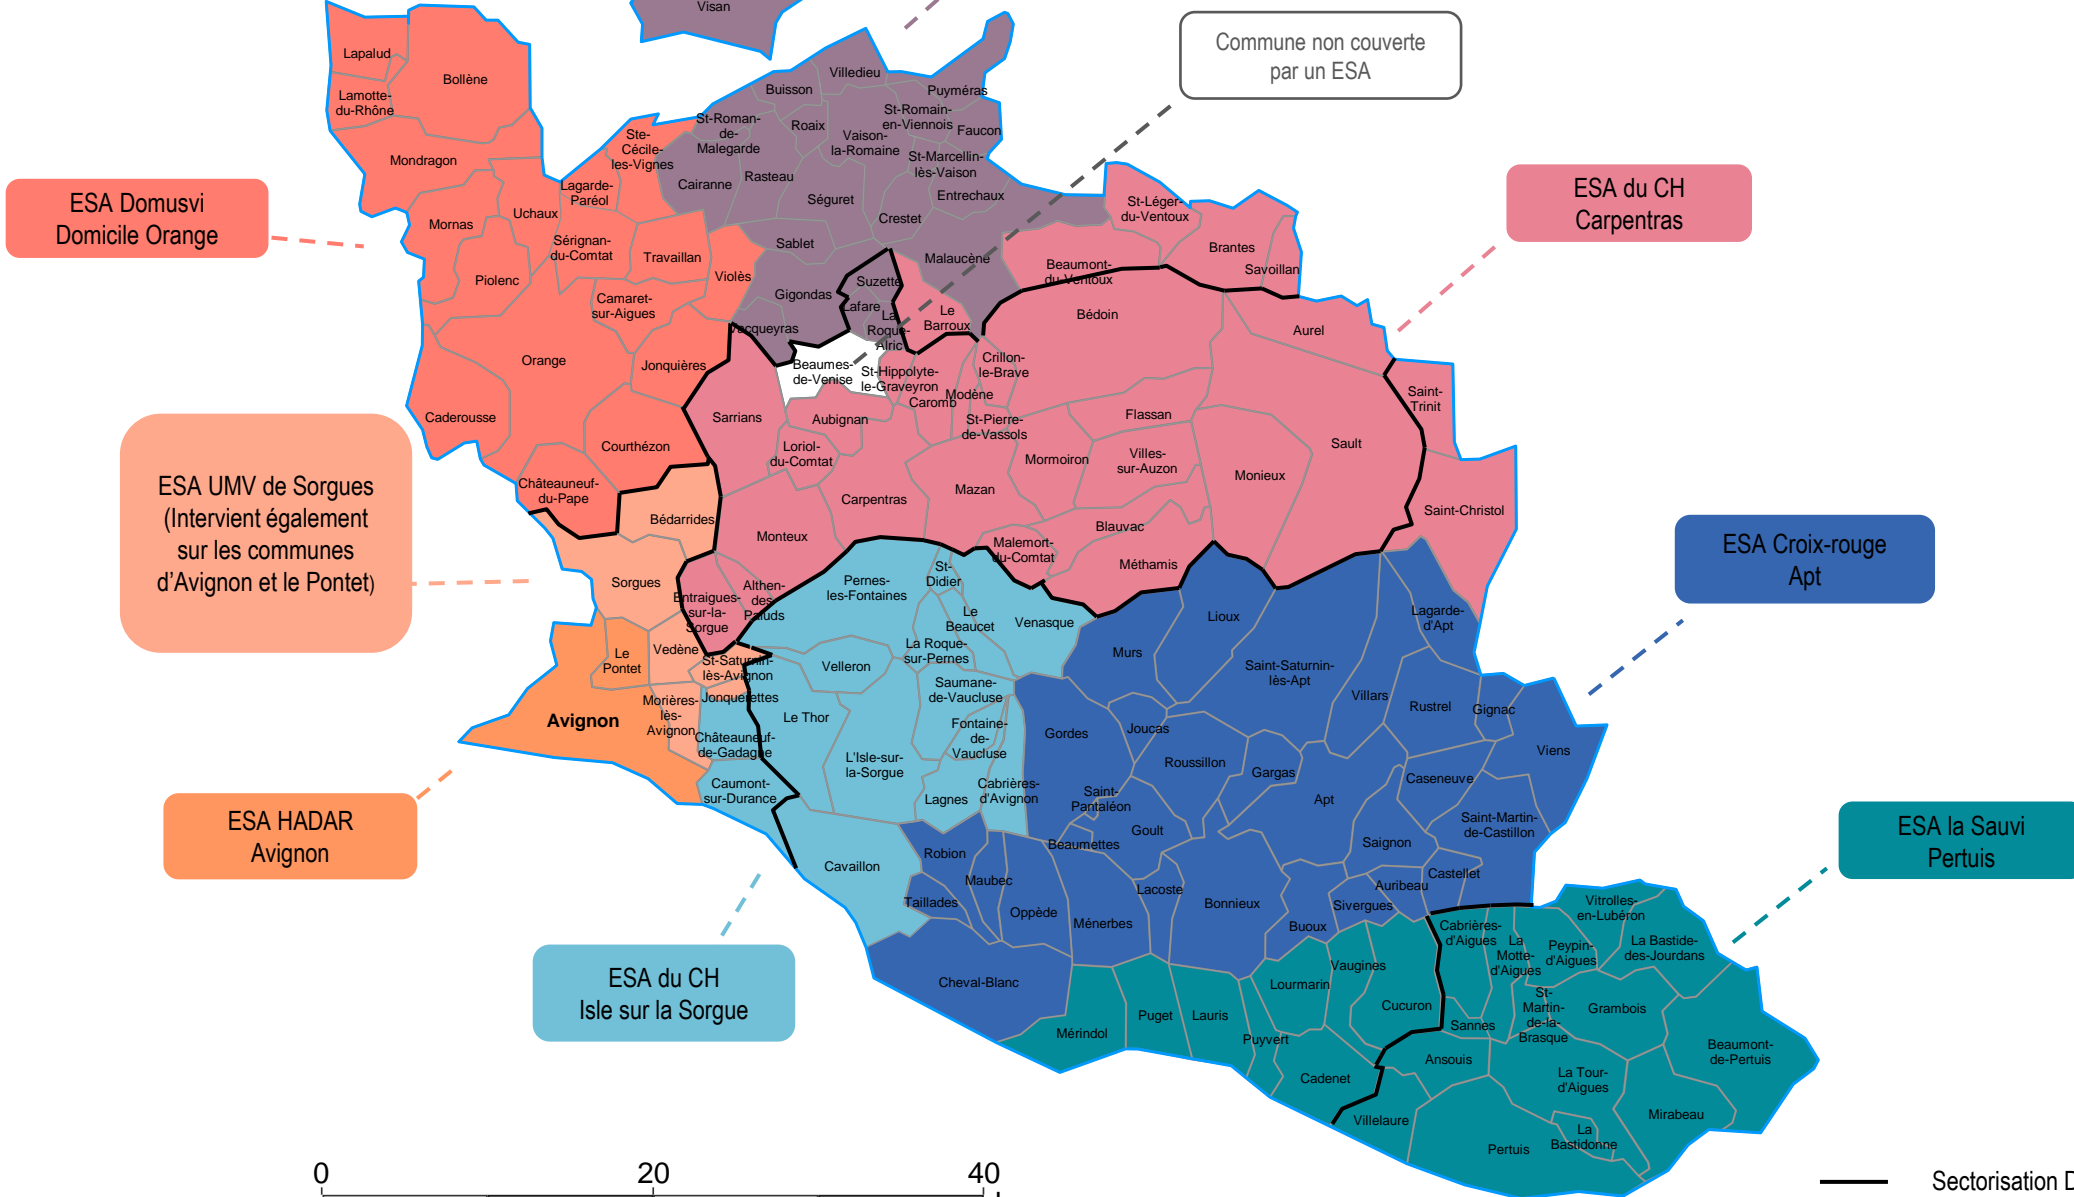 Visan
Commune non couverte
par un ESA
Lapalud
Bollène
Lamotte-
du-Rhône
Mondragon
Villedieu
Buisson
Puyméras
St-Romain-
en-Viennois
Faucon
St-Roman-
de-
Malegarde
Roaix
Vaison-
la-Romaine
St-Marcellin-
lès-Vaison
Ste-
Cécile-
les-Vignes
Cairanne
Rasteau
Séguret
Entrechaux
Crestet
Lagarde-
Paréol
Uchaux
Mornas
Sérignan-
du-Comtat
Travaillan
Sablet
Malaucène
St-Léger-
du-Ventoux
Brantes
Savoillan
Beaumont-
du-Ventoux
ESA Domusvi
Domicile Orange
ESA du CH
Carpentras
Piolenc
Violès
Camaret-
sur-Aigues
Gigondas
Suzette
Lafare
La
Roque-
Alric
Le
Barroux
Vacqueyras
Bédoin
Aurel
Orange
Jonquières
Beaumes-
de-Venise
St-Hippolyte-
le-Graveyron
Crillon-
le-Brave
Modène
Caromb
Caderousse
Courthézon
Sarrians
Aubignan
St-Pierre-
de-Vassols
Flassan
Saint-
Trinit
Loriol-
du-Comtat
Mormoiron
Villes-
sur-Auzon
Sault
Monieux
Châteauneuf-
du-Pape
Carpentras
Mazan
Saint-Christol
Bédarrides
Monteux
Blauvac
Malemort-
du-Comtat
Méthamis
ESA UMV de Sorgues
(Intervient également
sur les communes
d’Avignon et le Pontet)
Sorgues
Entraigues-
sur-la-
Sorgue
Althen-
des-
Paluds
Pernes-
les-Fontaines
St-
Didier
Le
Beaucet
Venasque
La Roque-
sur-Pernes
Lioux
Lagarde-
d'Apt
ESA Croix-rouge
Apt
Le
Pontet
Vedène
St-Saturnin-
lès-Avignon
Velleron
Saumane-
de-Vaucluse
Murs
Saint-Saturnin-
lès-Apt
Villars
Rustrel
Gignac
Viens
Jonquerettes
Morières-
lès-
Avignon
Avignon
Le Thor
Fontaine-
de-
Vaucluse
Gordes
Joucas
Châteauneuf-
de-Gadagne
L'Isle-sur-
la-Sorgue
Roussillon
Gargas
Caseneuve
Caumont-
sur-Durance
Lagnes
Cabrières-
d'Avignon
Saint-
Pantaléon
Apt
Saint-Martin-
de-Castillon
Goult
Beaumettes
Saignon
ESA HADAR
Avignon
ESA la Sauvi
Pertuis
Cavaillon
Robion
Maubec
Taillades
Oppède
Ménerbes
Lacoste
Bonnieux
Buoux
Sivergues
Auribeau
Castellet
Cheval-Blanc
ESA du CH
Isle sur la Sorgue
Cabrières-
d'Aigues
La
Motte-
d'Aigues
Peypin-
d'Aigues
Vitrolles-
en-Lubéron
La Bastide-
des-Jourdans
Vaugines
Lourmarin
Cucuron
Mérindol
Puget
Lauris
Puyvert
Sannes
St-
Martin-
de-la-
Brasque
Grambois
Beaumont-
de-Pertuis
Ansouis
Cadenet
La Tour-
d'Aigues
Mirabeau
Villelaure
La
Bastidonne
Pertuis
0 20 40
Sectorisation D